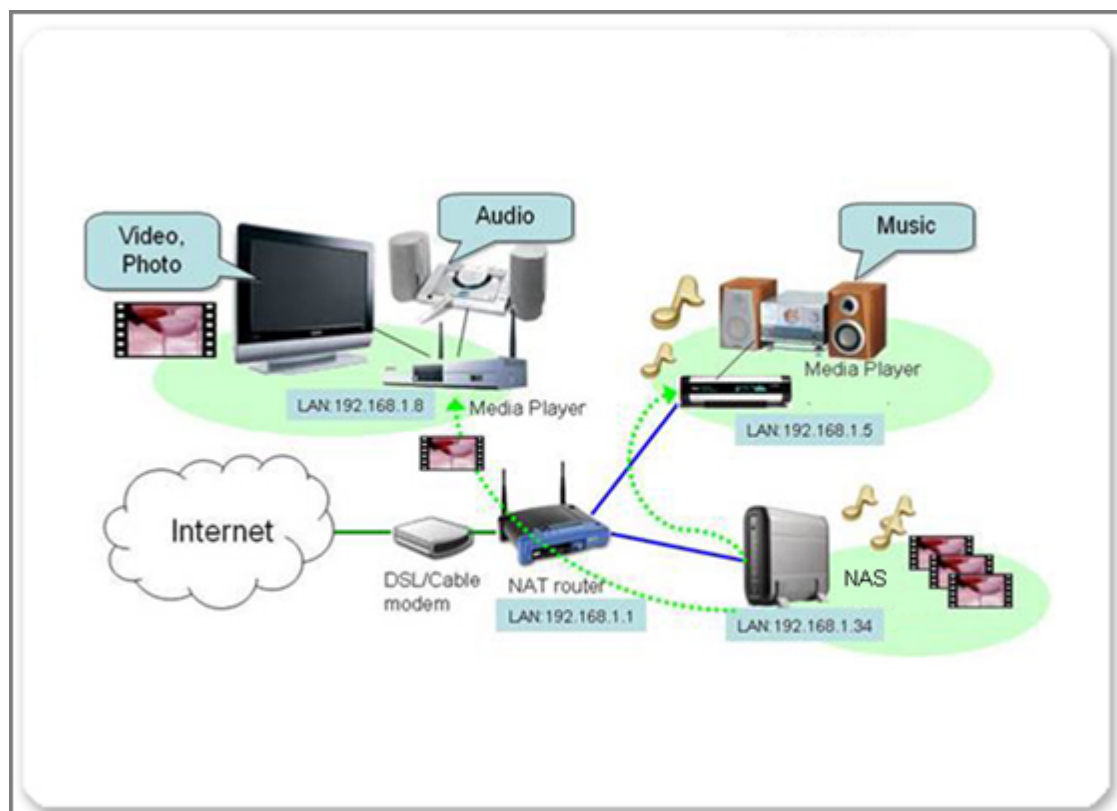 Video,
Photo
Audio
Music
LAN:192.168.1.8
Media Player
Media Player
LAN:192.168.1.5
Internet
DSL/Cable
modem
NAT router
LAN:192.168.1.1
NAS
LAN:192.168.1.34